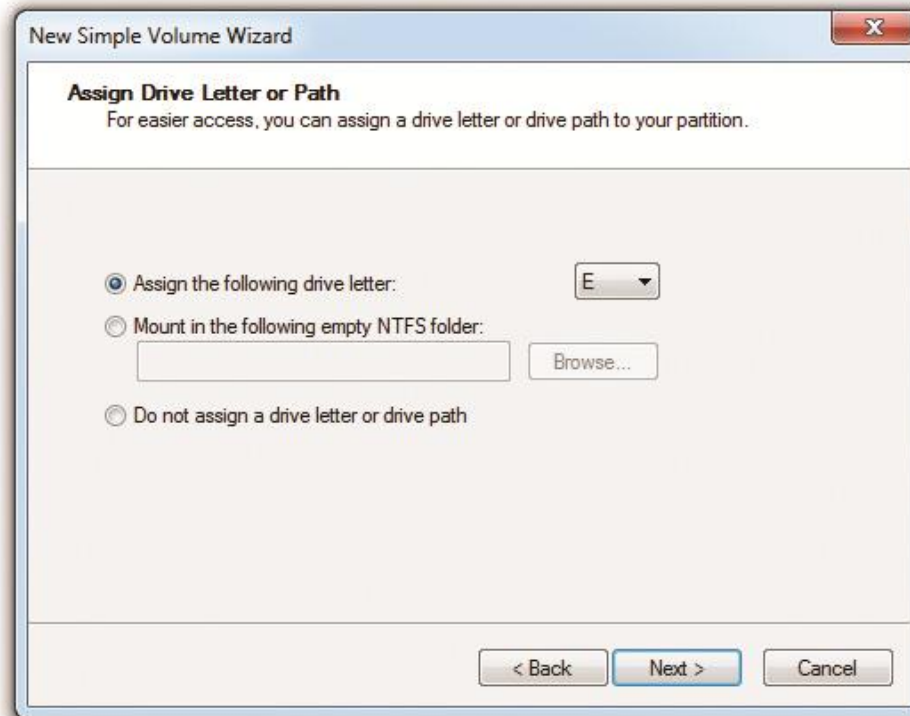 New Simple Volume Wizard
Assign Drive Letter or Path
For easier access, you can assign a drive letter or drive path to your partition.
Assign the following drive letter: E
Mount in the following empty NTFS folder:
Browse...
Do not assign a drive letter or drive path
< Back Next > Cancel